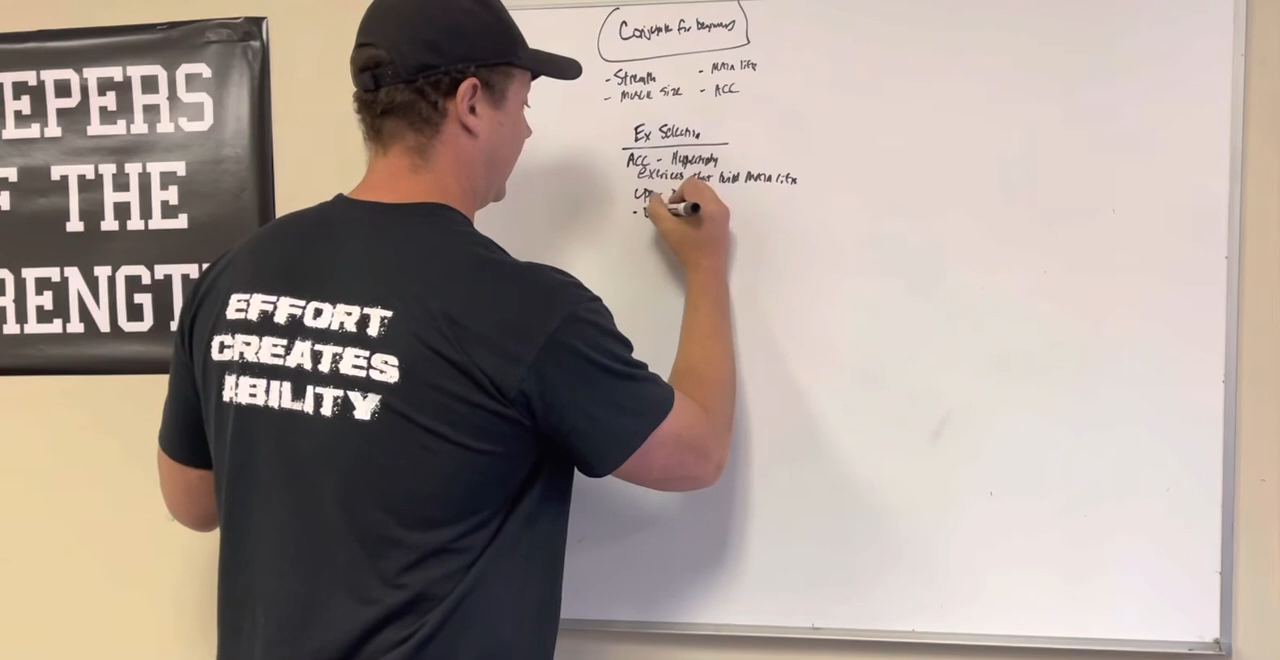 EPERS
F THE
RENGT
EFFORT
CREATES
ABILITY
Conjugate for beginners
- Strength - Main lifts
- Muscle size - ACC
Ex Selection
ACC - Hypertrophy
that build Main lifts